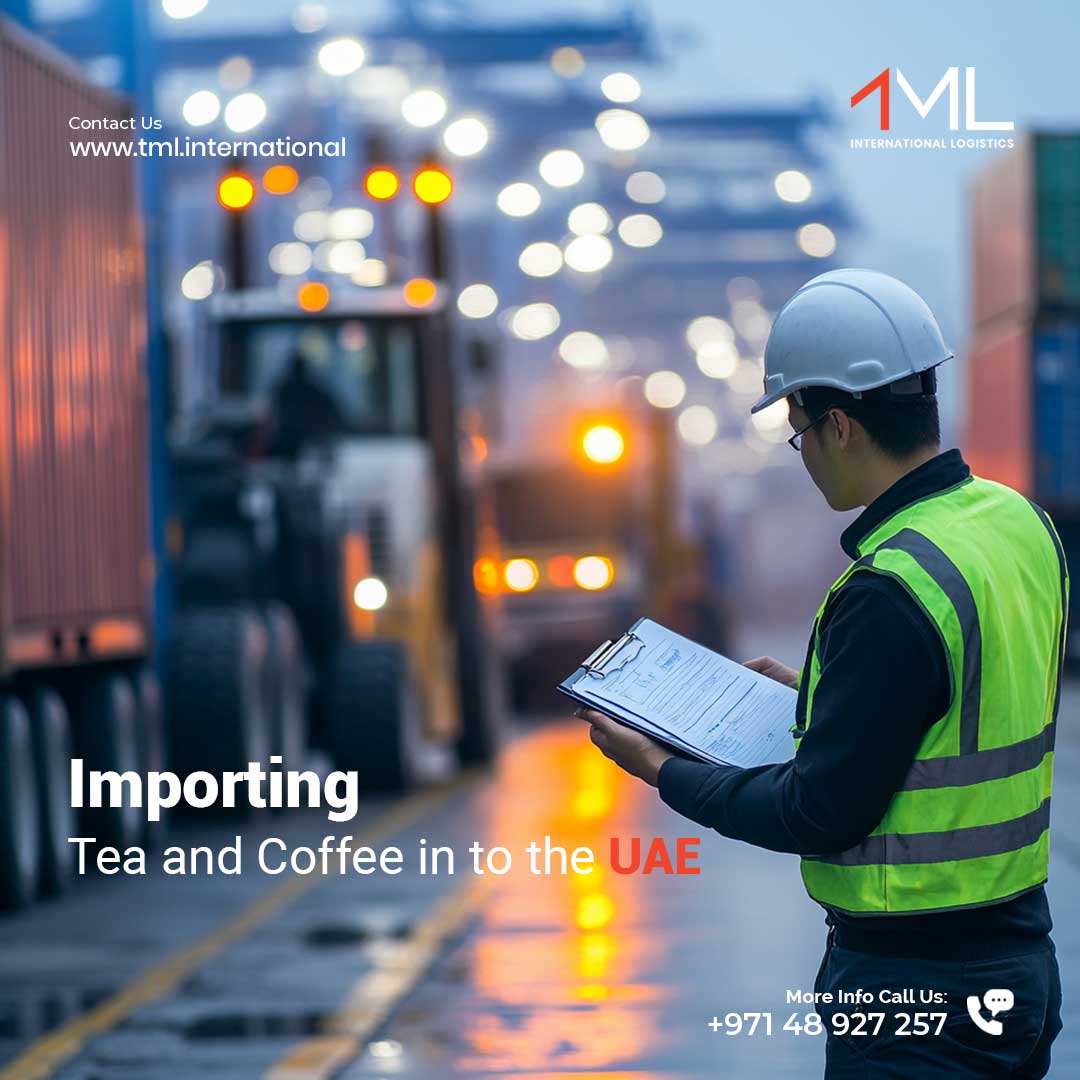 Contact Us
www.tml.international
TML
INTERNATIONAL LOGISTICS
Importing
Tea and Coffee in to the UAE
More Info Call Us:
+971 48 927 257